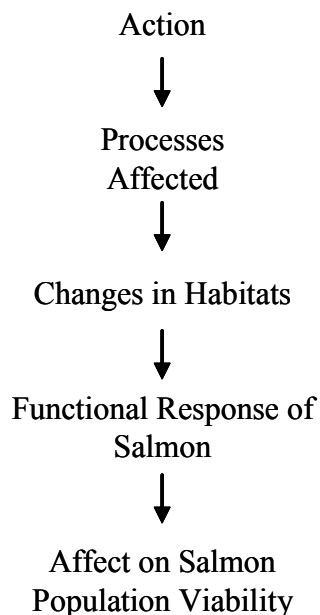 Action
Processes
Affected
Changes in Habitats
Functional Response of
Salmon
Affect on Salmon
Population Viability